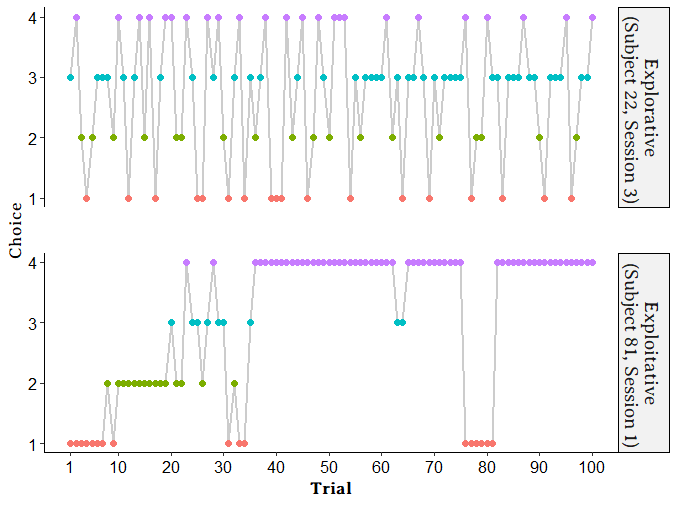 4
3
2
1
Explorative
(Subject 22, Session 3)
Choice
4
3
2
1
Exploitative
(Subject 81, Session 1)
1 10 20 30 40 50 60 70 80 90 100
Trial